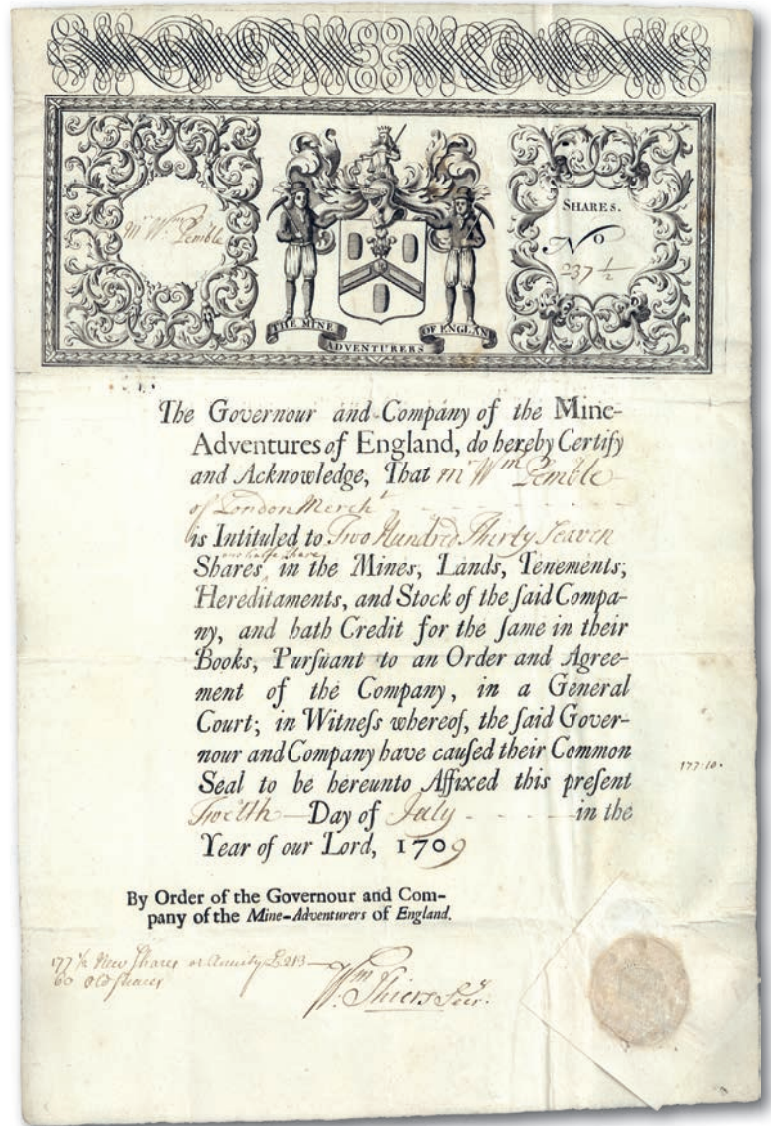 Mr. Wm. Pemble
SHARES.
No
237 1/2
THE MINE
ADVENTURERS
OF ENGLAN
The Governour and Company of the Mine-
Adventures of England, do hereby Certify
and Acknowledge, That Mr Wm Pemble
of London Mercht
is Intituled to Two Hundred Thirty Seaven
one halfe share
Shares, in the Mines, Lands, Tenements,
Hereditaments, and Stock of the ſaid Compa-
ny, and hath Credit for the ſame in their
Books, Purſuant to an Order and Agree-
ment of the Company, in a General
Court; in Witneſs whereof, the ſaid Gover-
nour and Company have cauſed their Common
Seal to be hereunto Affixed this preſent
Twelth Day of July in the
Year of our Lord, 1709
177:10.
By Order of the Governour and Com-
pany of the Mine-Adventurers of England.
177 1/2 New Shares or Anuity £213
60 Old Shares
Wm: Shiers Secr: